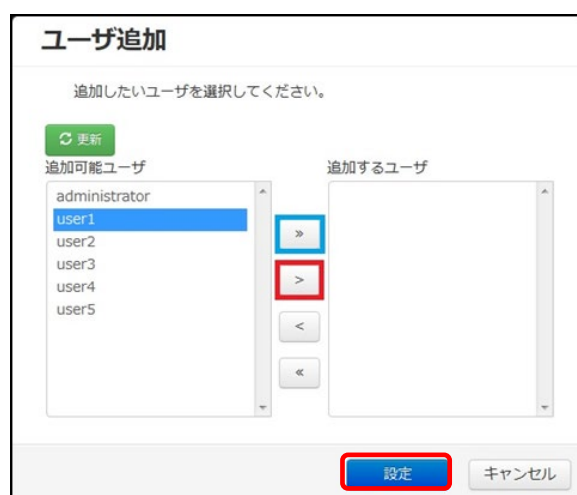 ユーザ追加
追加したいユーザを選択してください。
更新
追加可能ユーザ
追加するユーザ
administrator
user1
user2
user3
user4
user5
»
>
<
«
設定
キャンセル